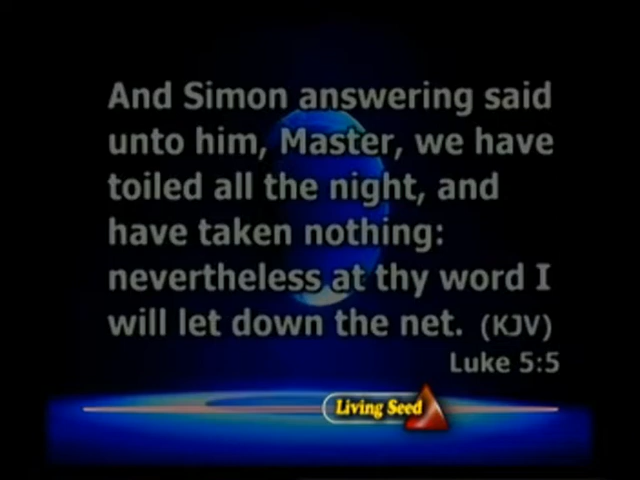 And Simon answering said
unto him, Master, we have
toiled all the night, and
have taken nothing:
nevertheless at thy word I
will let down the net. (KJV)
Luke 5:5
Living Seed